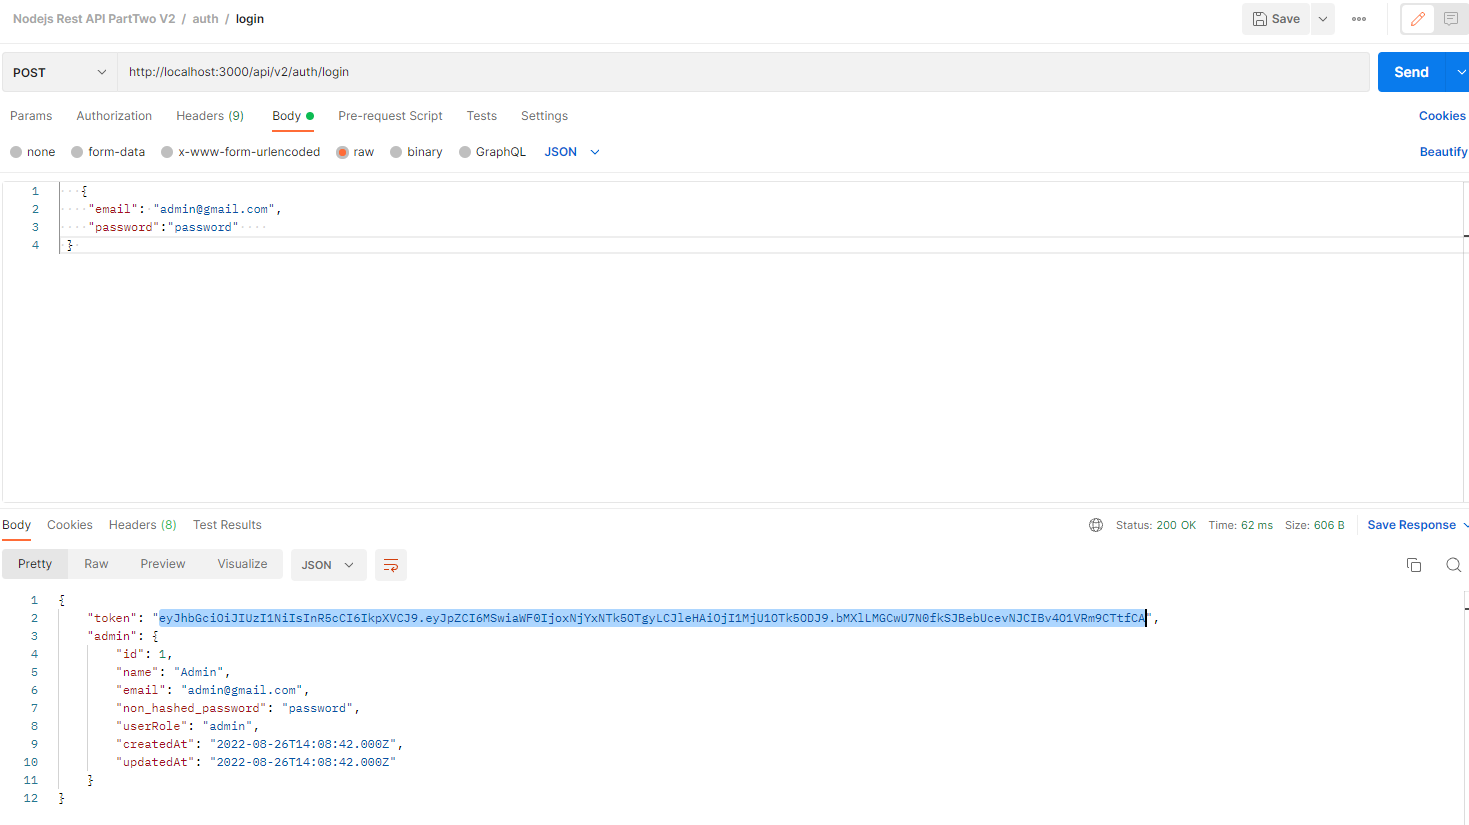 Nodejs Rest API PartTwo V2 / auth / login
Save
POST
http://localhost:3000/api/v2/auth/login
Send
Params Authorization Headers (9) Body Pre-request Script Tests Settings
Cookies
none form-data x-www-form-urlencoded raw binary GraphQL JSON
Beautify
1 {
2 "email": "admin@gmail.com",
3 "password":"password"
4 }
Body Cookies Headers (8) Test Results
Status: 200 OK Time: 62 ms Size: 606 B
Save Response
Pretty Raw Preview Visualize JSON
1 {
2 "token": "eyJhbGciOiJIUzI1NiIsInR5cCI6IkpXVCJ9.eyJpZCI6MSwiaWF0IjoxNjYxNTk5OTgyLCJleHAiOjI1MjU1OTk5ODJ9.bMXlLMGCwU7N0fkSJBebUcevNJCIBv4O1VRm9CTtfCA",
3 "admin": {
4 "id": 1,
5 "name": "Admin",
6 "email": "admin@gmail.com",
7 "non_hashed_password": "password",
8 "userRole": "admin",
9 "createdAt": "2022-08-26T14:08:42.000Z",
10 "updatedAt": "2022-08-26T14:08:42.000Z"
11 }
12 }